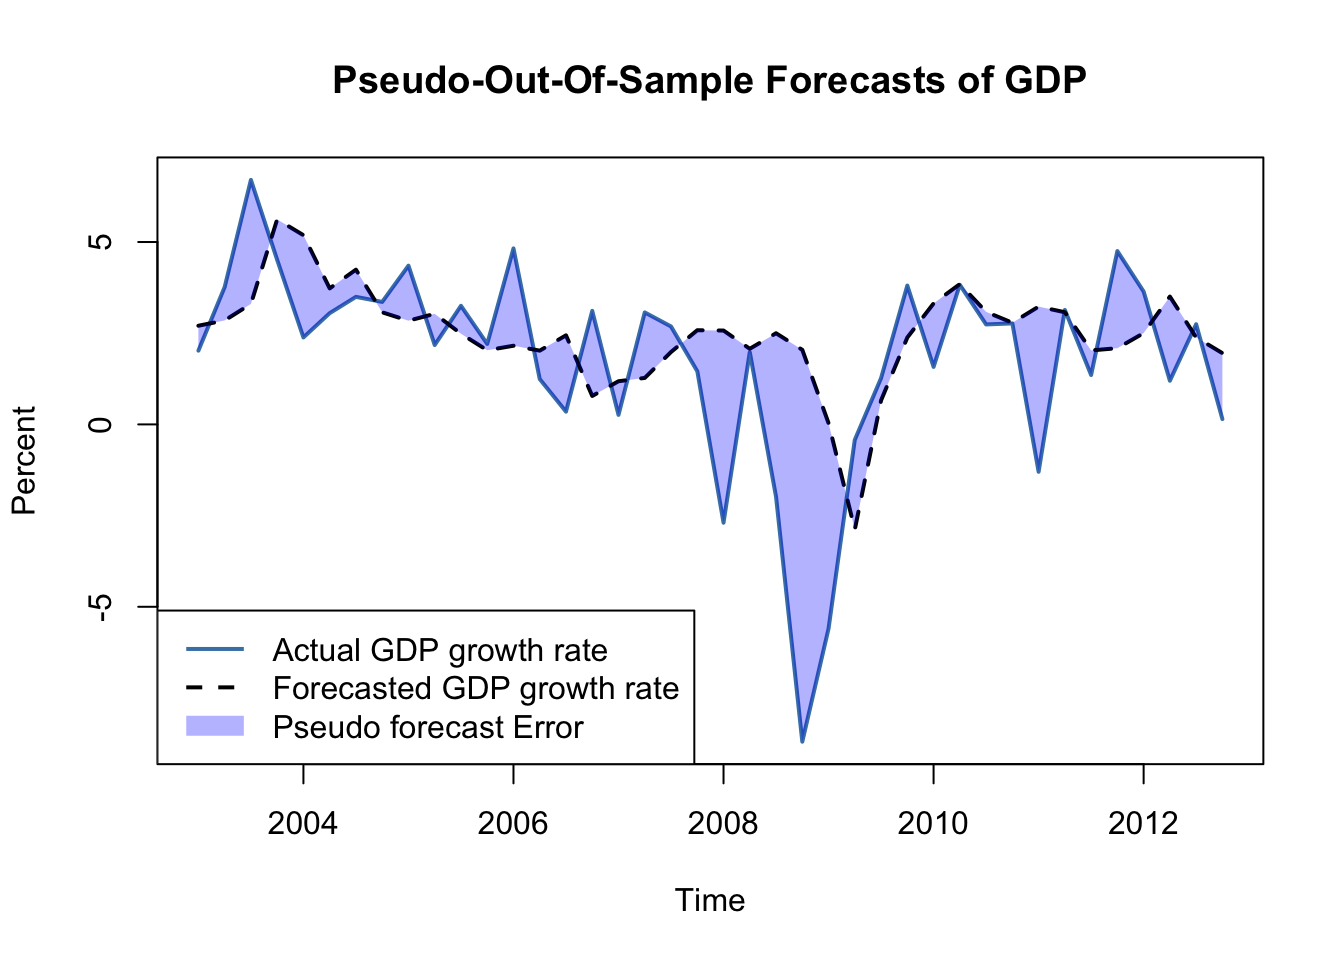 Pseudo-Out-Of-Sample Forecasts of GDP
5
0
-5
Percent
Actual GDP growth rate
Forecasted GDP growth rate
Pseudo forecast Error
2004 2006 2008 2010 2012
Time